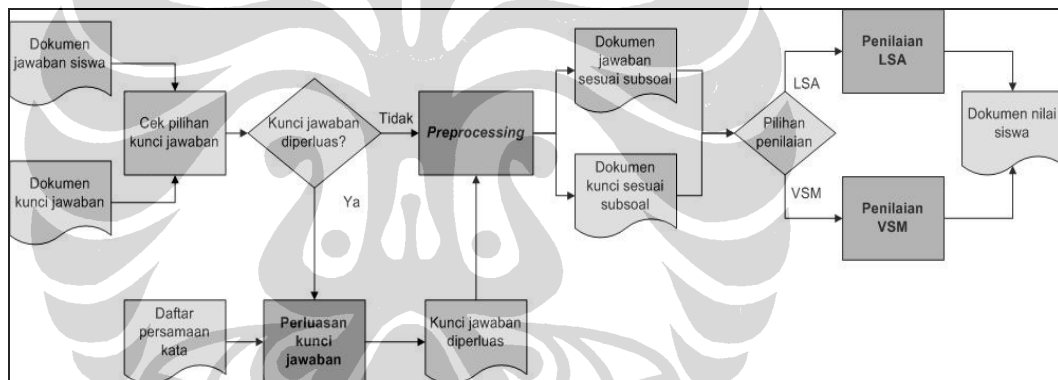 Dokumen
jawaban siswa
Cek pilihan
kunci jawaban
Dokumen
kunci jawaban
Kunci jawaban
diperluas?
Tidak
Ya
Daftar
persamaan
kata
Perluasan
kunci
jawaban
Kunci jawaban
diperluas
Preprocessing
Dokumen
jawaban
sesuai subsoal
Dokumen
kunci sesuai
subsoal
Pilihan
penilaian
LSA
VSM
Penilaian
LSA
Penilaian
VSM
Dokumen nilai
siswa